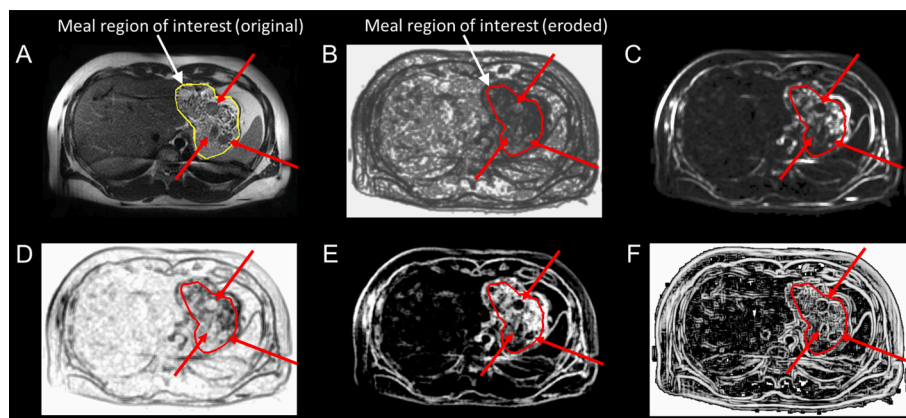 Meal region of interest (original)
Meal region of interest (eroded)
A
B
C
D
E
F